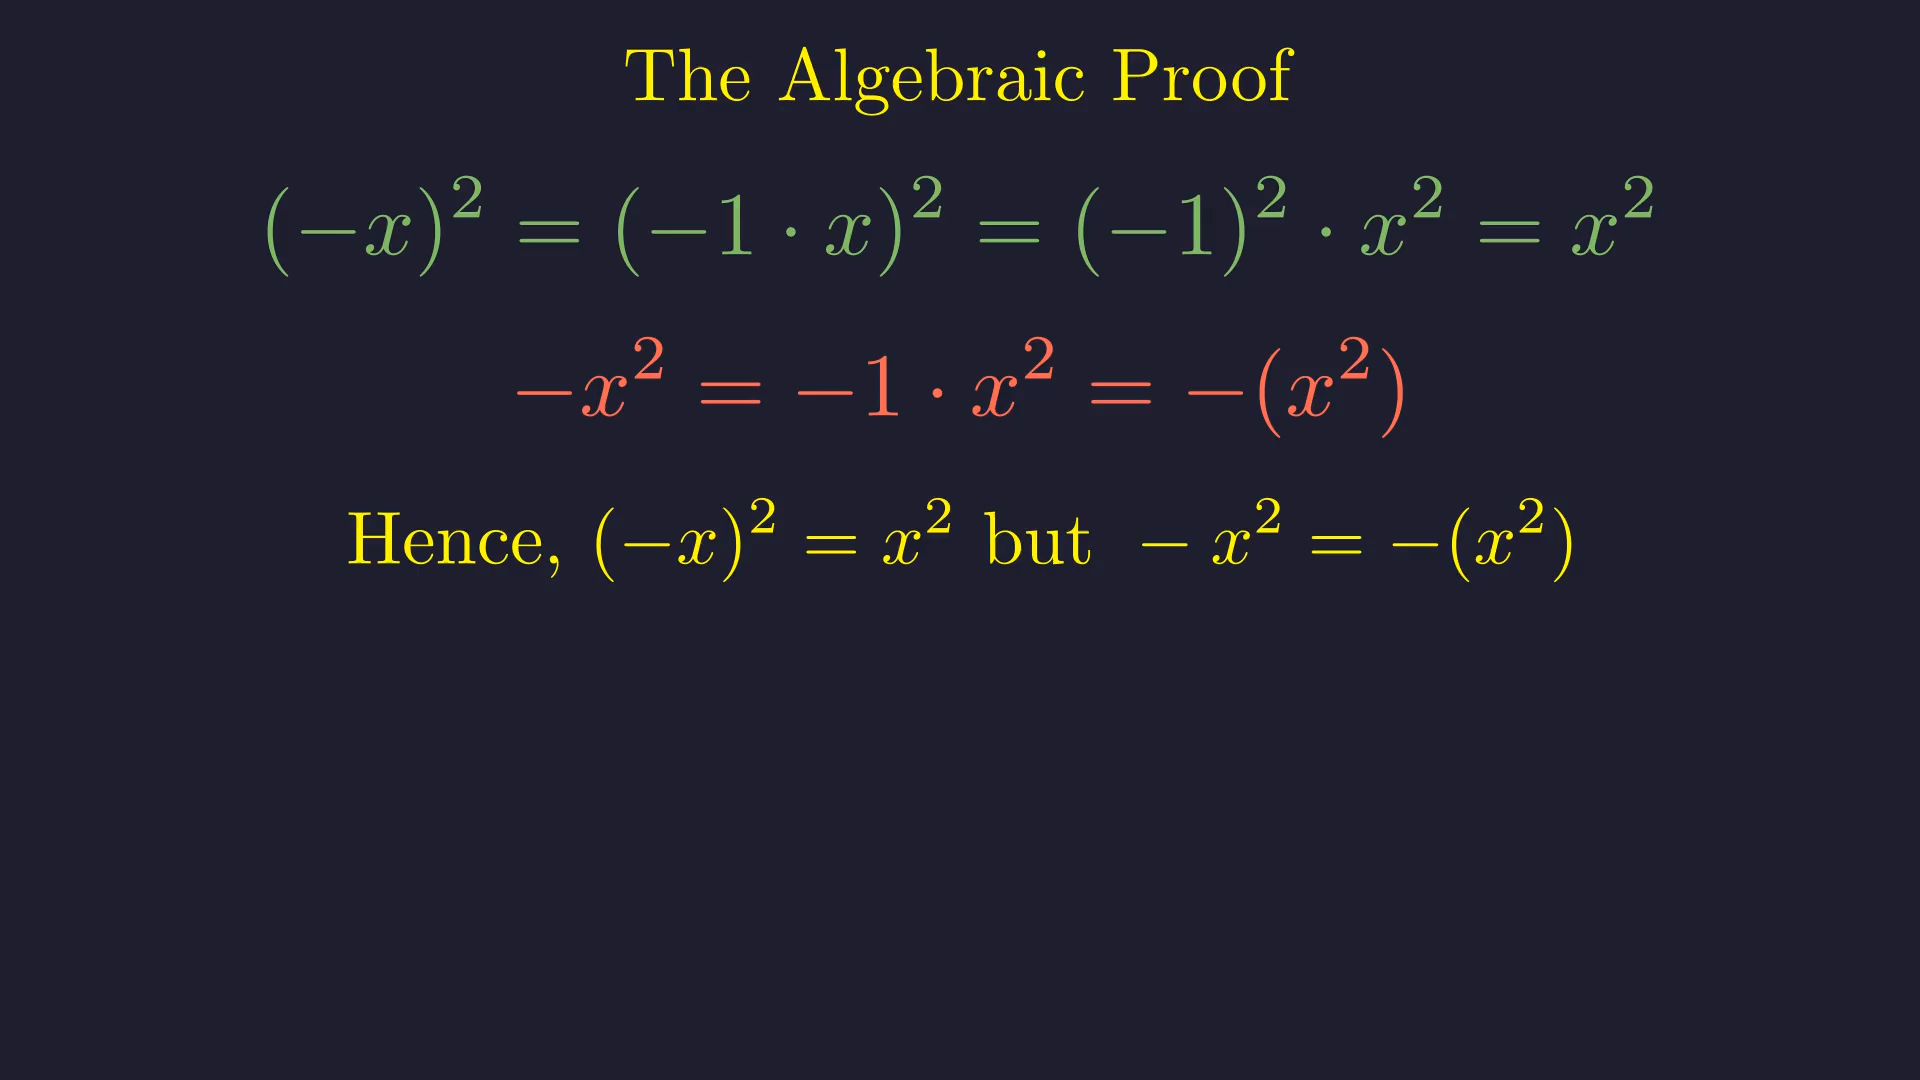 The Algebraic Proof
(−x)² = (−1 · x)² = (−1)² · x² = x²
−x² = −1 · x² = −(x²)
Hence, (−x)² = x² but − x² = −(x²)